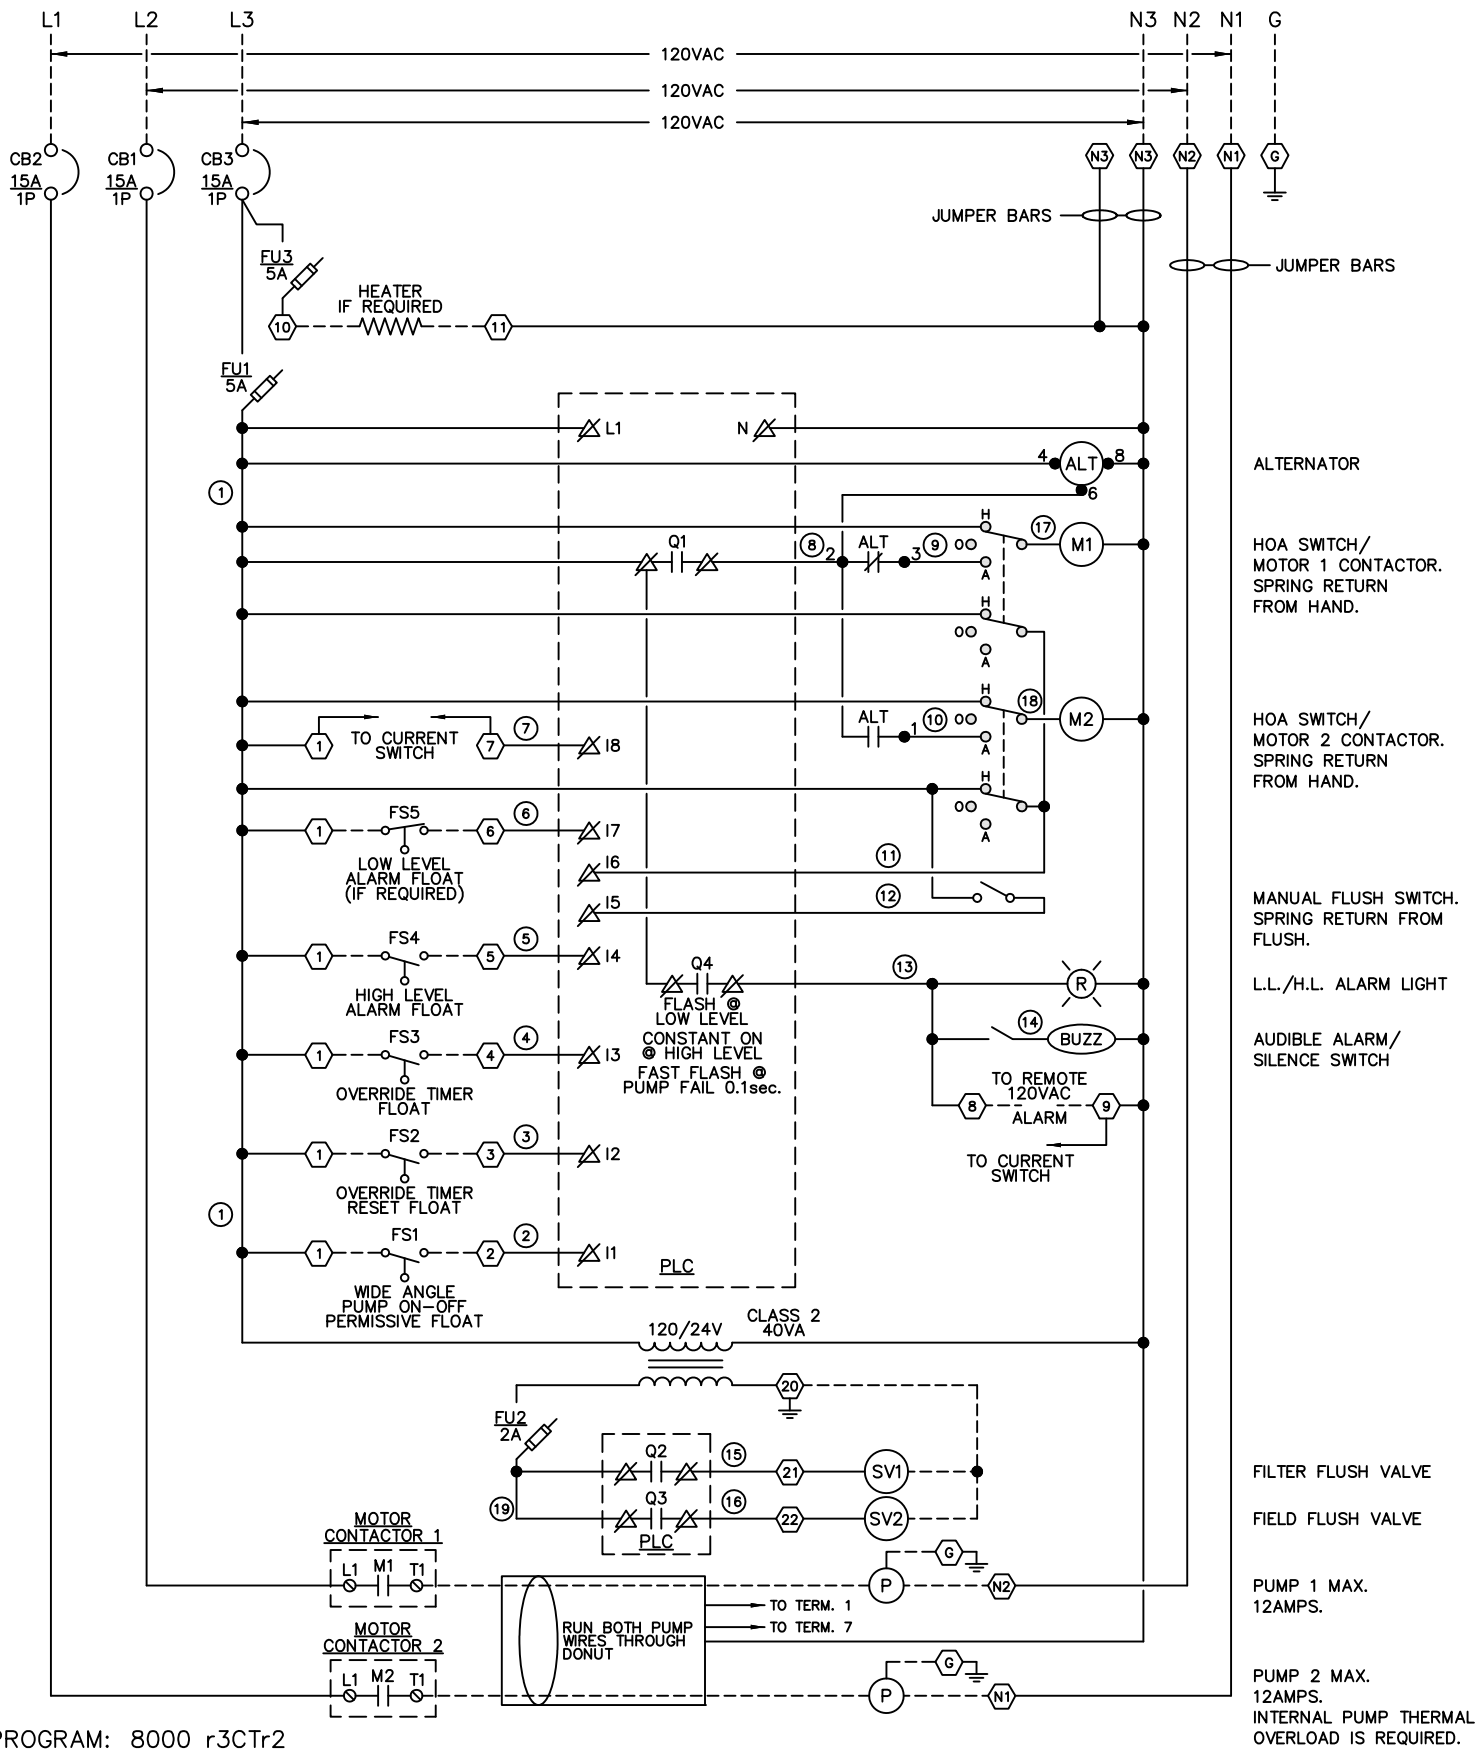 L1 L2 L3 N3 N2 N1 G
120VAC
120VAC
120VAC
CB2
15A
1P
CB1
15A
1P
CB3
15A
1P
N3 N3 N2 N1 G
JUMPER BARS
JUMPER BARS
FU3
5A
HEATER
IF REQUIRED
10 11
FU1
5A
L1 N
4 ALT 8
6
ALTERNATOR
1
H
17
M1
Q1
8
2
ALT
3
9
OO
A
HOA SWITCH/
MOTOR 1 CONTACTOR.
SPRING RETURN
FROM HAND.
H
OO
A
H
18
M2
ALT
1
10
OO
A
HOA SWITCH/
MOTOR 2 CONTACTOR.
SPRING RETURN
FROM HAND.
1
TO CURRENT
SWITCH
7
7
I8
H
OO
A
1
FS5
6
6
I7
LOW LEVEL
ALARM FLOAT
(IF REQUIRED)
I6
11
I5
12
MANUAL FLUSH SWITCH.
SPRING RETURN FROM
FLUSH.
1
FS4
5
5
I4
HIGH LEVEL
ALARM FLOAT
Q4
FLASH @
LOW LEVEL
CONSTANT ON
@ HIGH LEVEL
FAST FLASH @
PUMP FAIL 0.1sec.
13
R
L.L./H.L. ALARM LIGHT
14
BUZZ
AUDIBLE ALARM/
SILENCE SWITCH
1
FS3
4
4
I3
OVERRIDE TIMER
FLOAT
8
TO REMOTE
120VAC
ALARM
9
TO CURRENT
SWITCH
1
FS2
3
3
I2
OVERRIDE TIMER
RESET FLOAT
1
1
FS1
2
2
I1
WIDE ANGLE
PUMP ON-OFF
PERMISSIVE FLOAT
PLC
120/24V
CLASS 2
40VA
20
FU2
2A
Q2
15
21
SV1
FILTER FLUSH VALVE
19
Q3
16
22
SV2
FIELD FLUSH VALVE
PLC
MOTOR
CONTACTOR 1
L1 M1 T1
G
P
N2
PUMP 1 MAX.
12AMPS.
TO TERM. 1
TO TERM. 7
RUN BOTH PUMP
WIRES THROUGH
DONUT
MOTOR
CONTACTOR 2
L1 M2 T1
G
P
N1
PUMP 2 MAX.
12AMPS.
INTERNAL PUMP THERMAL
OVERLOAD IS REQUIRED.
PROGRAM: 8000 r3CTr2